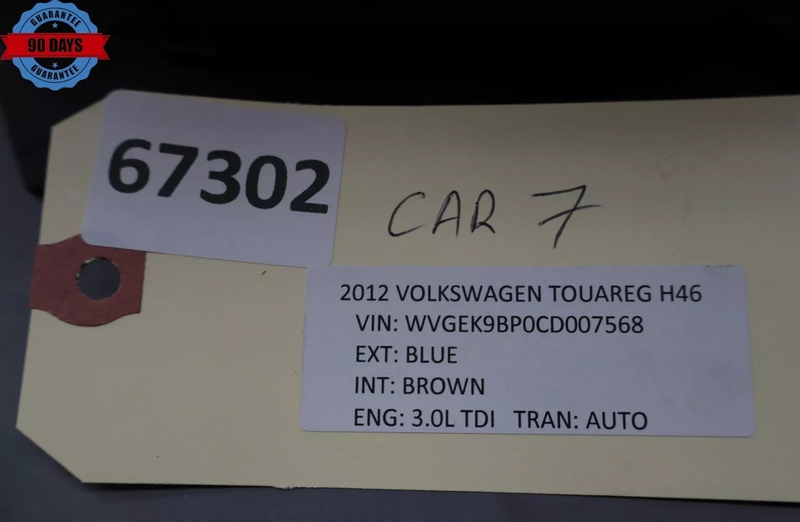 GUARANTEE
90 DAYS
GUARANTEE
67302
CAR 7
2012 VOLKSWAGEN TOUAREG H46
VIN: WVGEK9BP0CD007568
EXT: BLUE
INT: BROWN
ENG: 3.0L TDI TRAN: AUTO